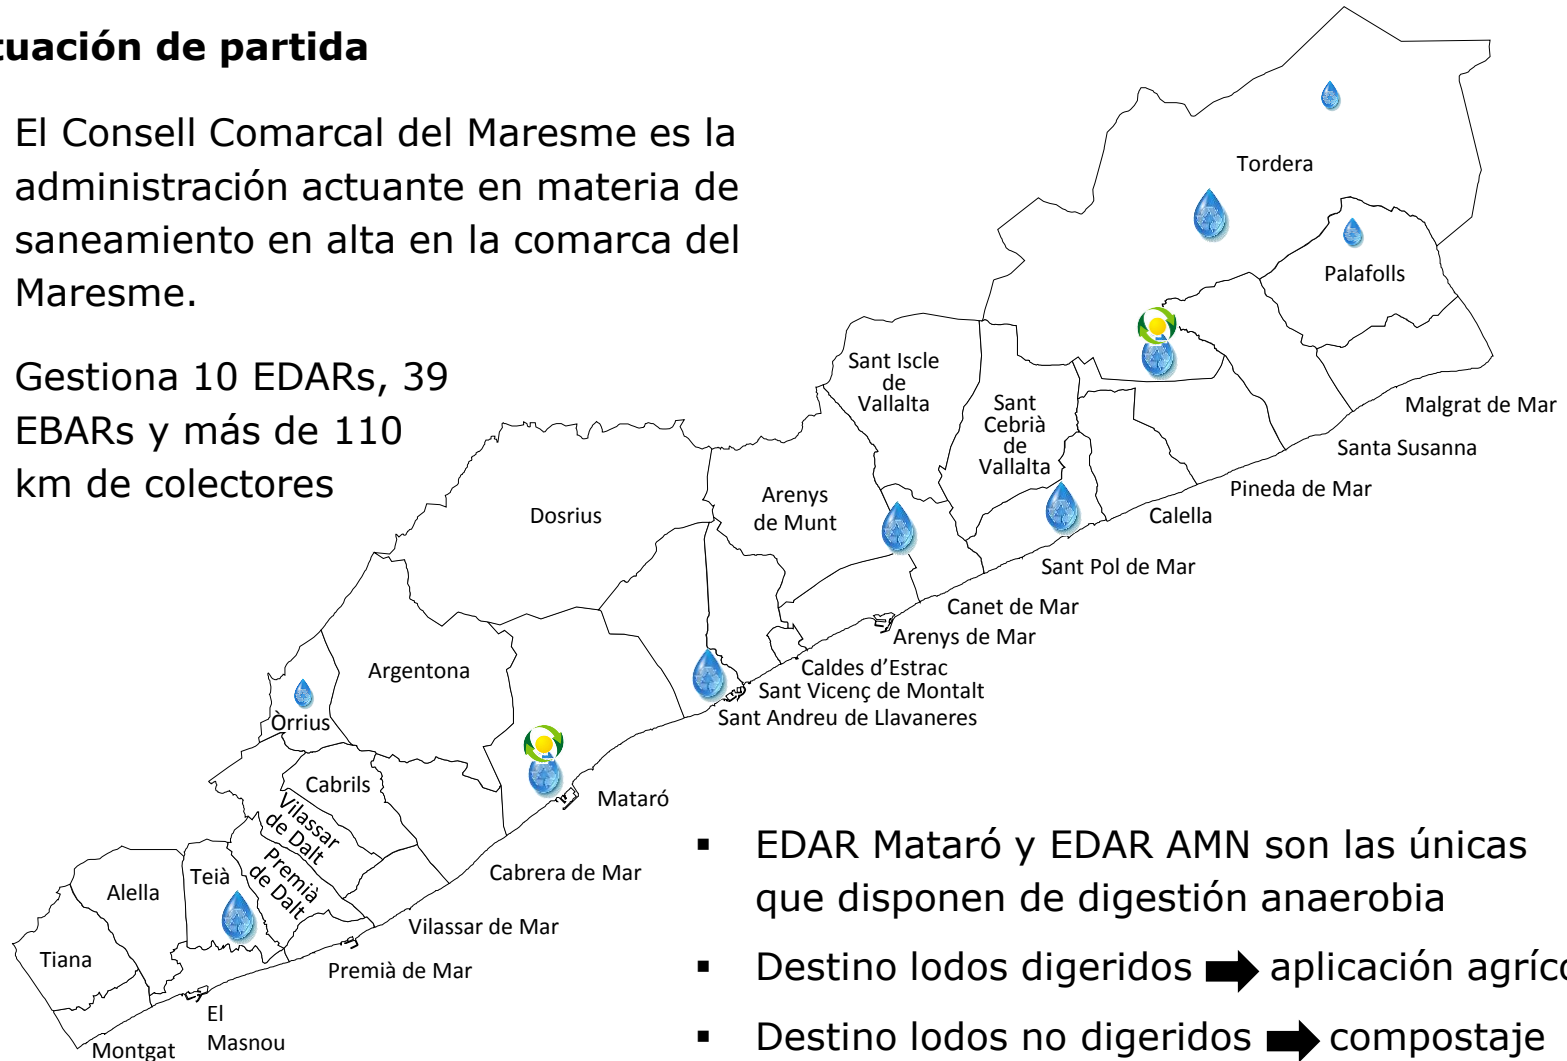 tuación de partida
El Consell Comarcal del Maresme es la
administración actuante en materia de
saneamiento en alta en la comarca del
Maresme.
Gestiona 10 EDARs, 39
EBARs y más de 110
km de colectores
Tordera
Palafolls
Sant Iscle
de
Vallalta
Sant
Cebrià
de
Vallalta
Malgrat de Mar
Santa Susanna
Pineda de Mar
Calella
Sant Pol de Mar
Canet de Mar
Arenys de Mar
Arenys
de Munt
Dosrius
Caldes d’Estrac
Sant Vicenç de Montalt
Sant Andreu de Llavaneres
Argentona
Òrrius
Cabrils
Mataró
Vilassar
de Dalt
Premià
de Dalt
Teià
Alella
Tiana
Cabrera de Mar
Vilassar de Mar
Premià de Mar
El
Masnou
Montgat
▪ EDAR Mataró y EDAR AMN son las únicas
que disponen de digestión anaerobia
▪ Destino lodos digeridos ➡ aplicación agríco
▪ Destino lodos no digeridos ➡ compostaje